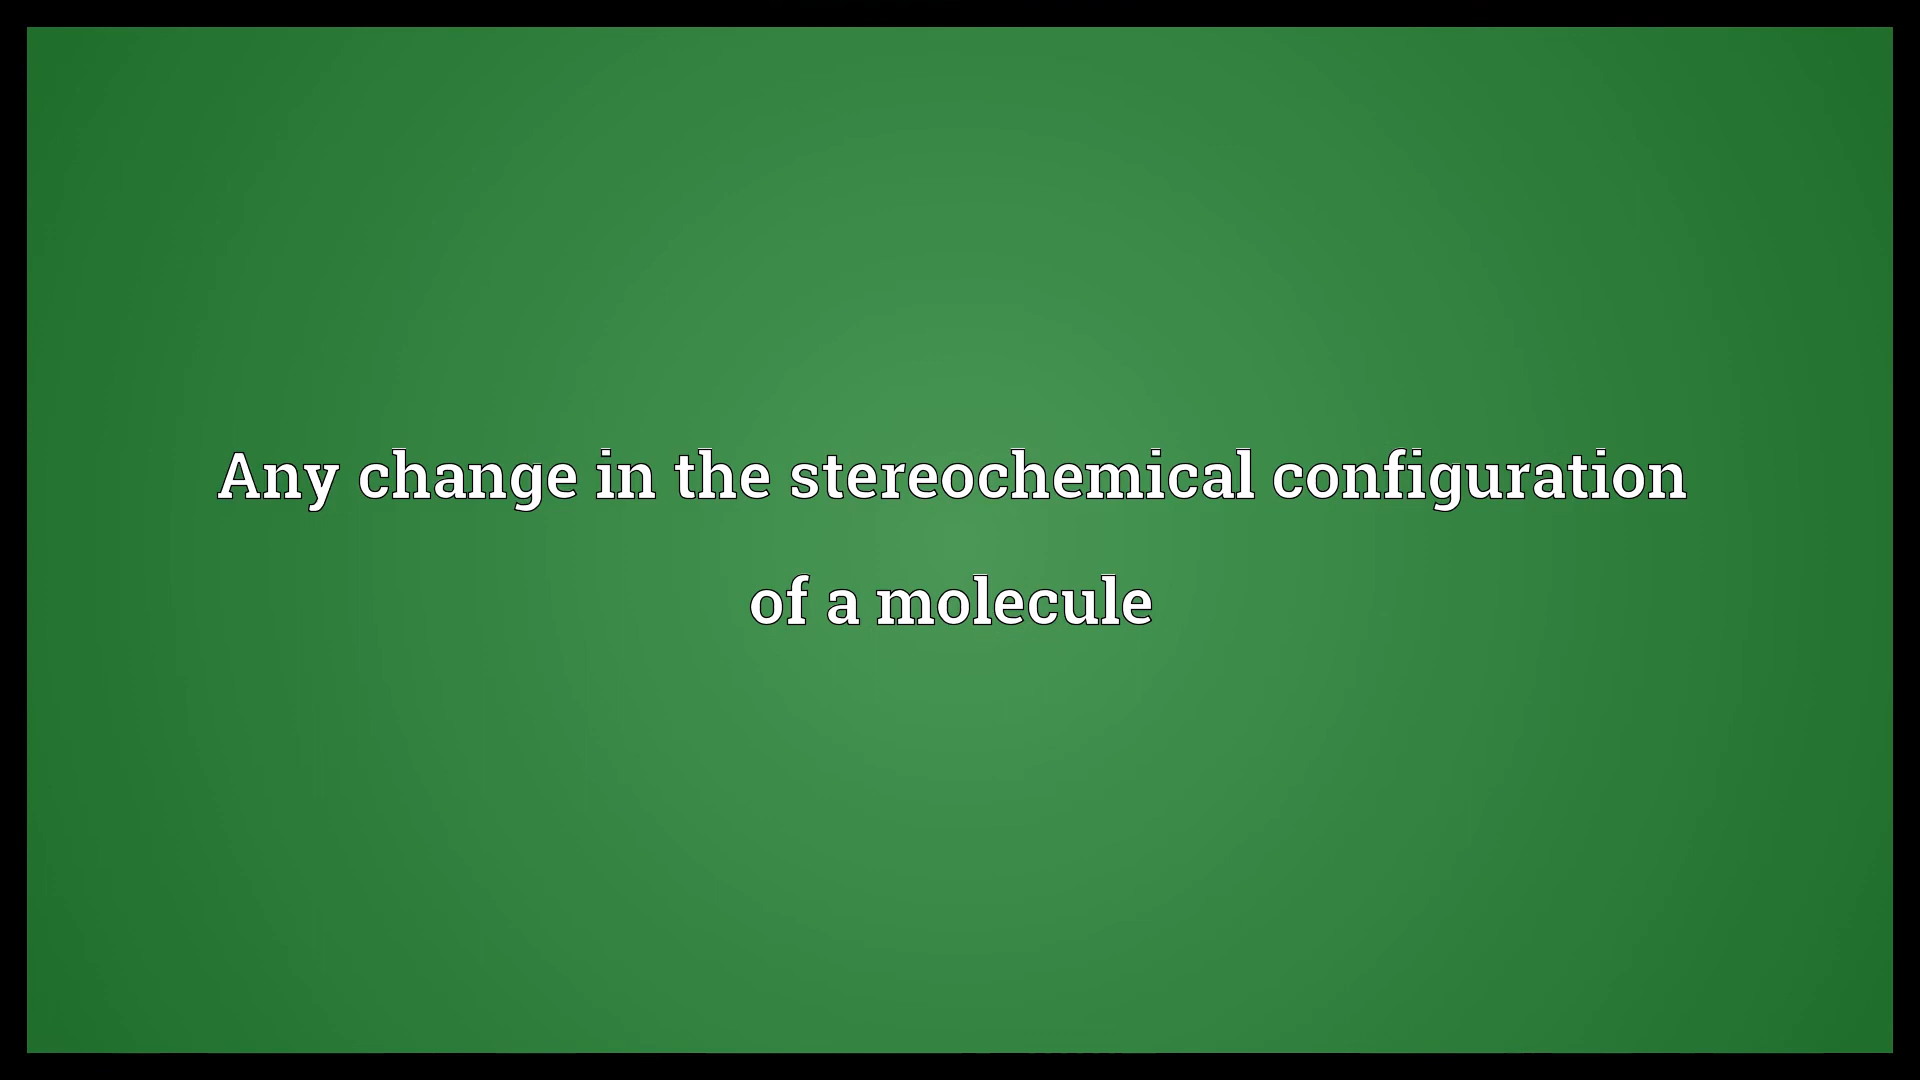 Any change in the stereochemical configuration
of a molecule